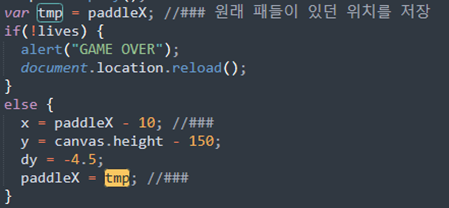 var tmp = paddleX; //### 원래 패들이 있던 위치를 저장
if(!lives) {
alert("GAME OVER");
document.location.reload();
}
else {
x = paddleX - 10; //###
y = canvas.height - 150;
dy = -4.5;
paddleX = tmp; //###
}